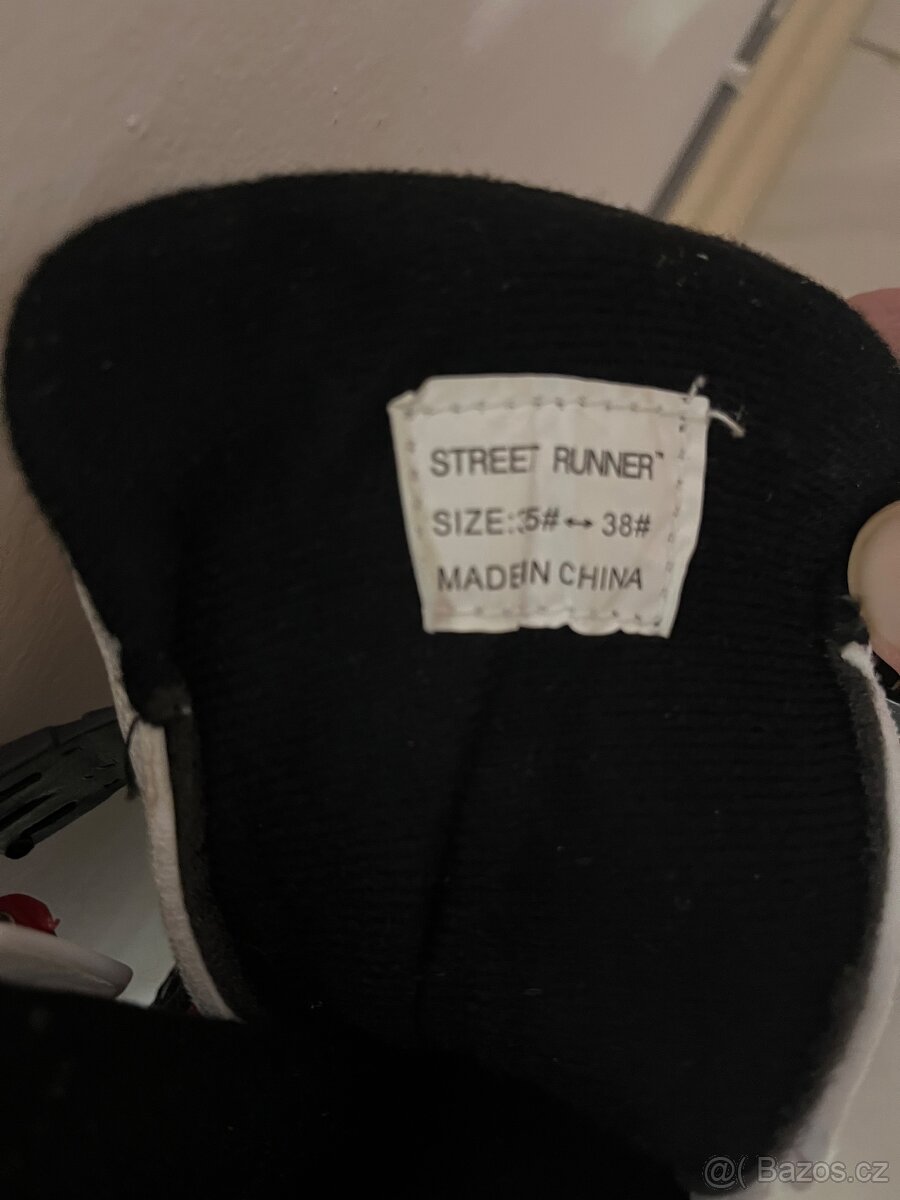 STREET RUNNER™
SIZE:35#↔38#
MADE IN CHINA
@( Bazos.cz